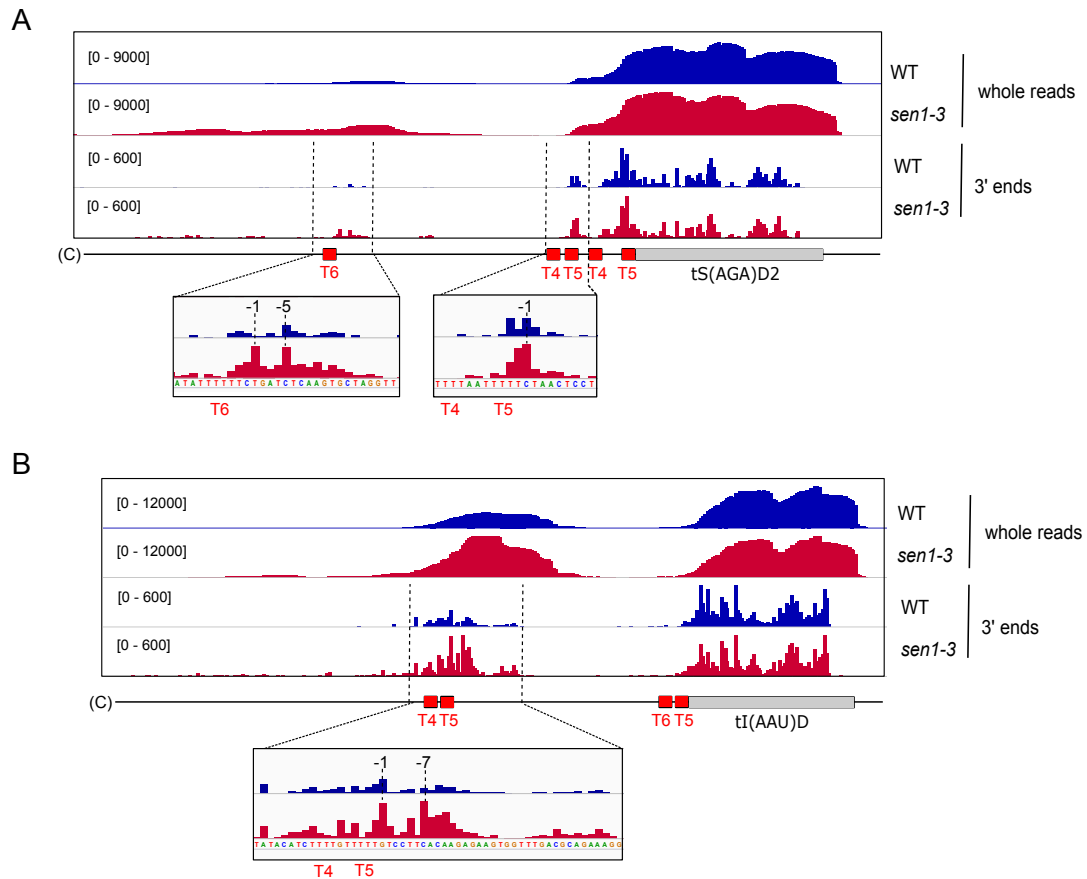 A
[0 - 9000]
WT
[0 - 9000]
sen1-3
whole reads
[0 - 600]
WT
[0 - 600]
sen1-3
3' ends
(C)
T6
T4 T5 T4 T5
tS(AGA)D2
-1 -5
ATATTTTTTCTGATCTCAAGTGCTAGGTT
T6
-1
TTTTAATTTTTCTAACTCCT
T4 T5
B
[0 - 12000]
WT
[0 - 12000]
sen1-3
whole reads
[0 - 600]
WT
[0 - 600]
sen1-3
3' ends
(C)
T4 T5
T6 T5
tI(AAU)D
-1 -7
TATACATCTTTTGTTTTTGTCCTTCACAAGAGAAGTGGTTTGACGCAGAAAGG
T4 T5